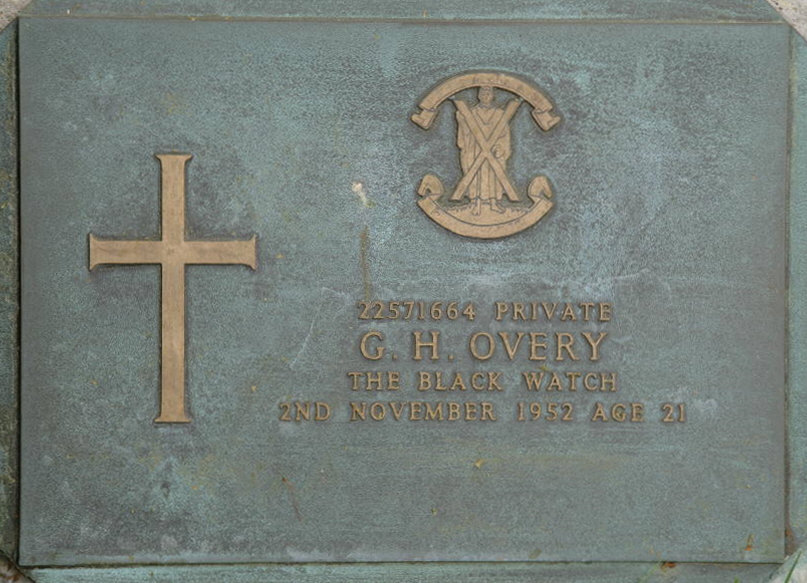 22571664 PRIVATE
G. H. OVERY
THE BLACK WATCH
2ND NOVEMBER 1952 AGE 21